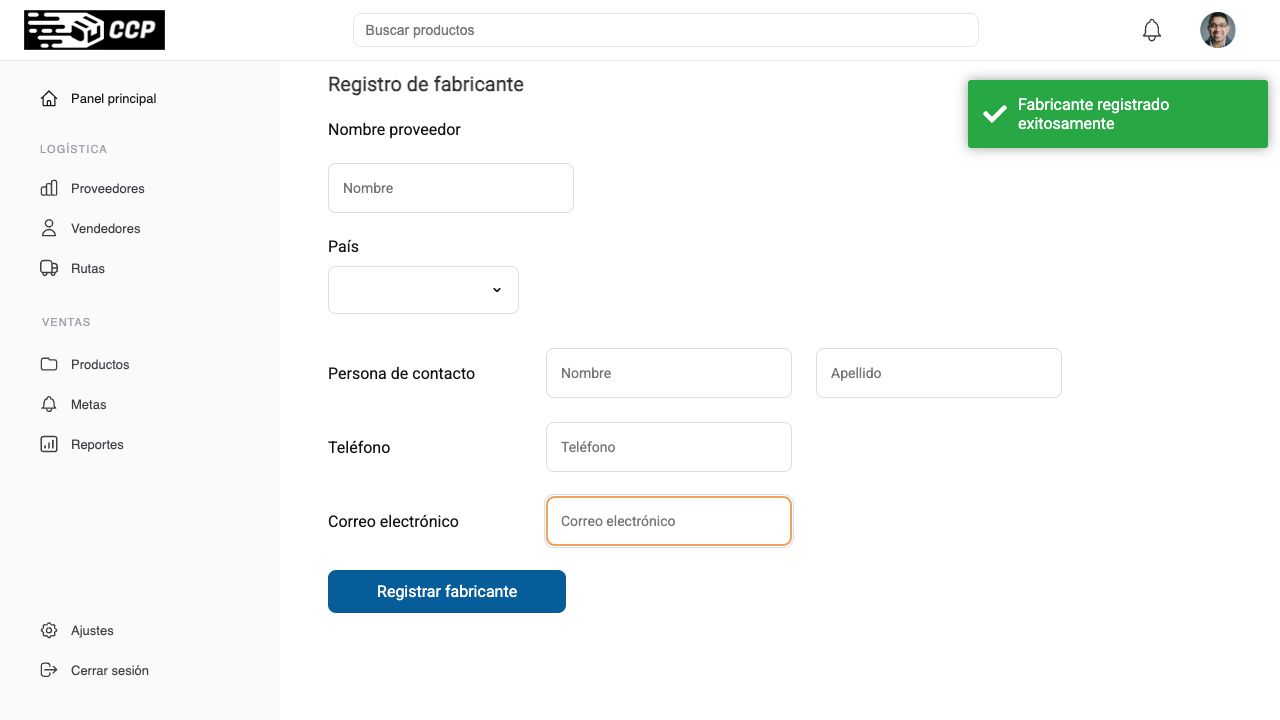 CCP
Buscar productos
Panel principal
LOGÍSTICA
Proveedores
Vendedores
Rutas
VENTAS
Productos
Metas
Reportes
Ajustes
Cerrar sesión
Registro de fabricante
Nombre proveedor
Nombre
País
Persona de contacto
Nombre
Apellido
Teléfono
Teléfono
Correo electrónico
Correo electrónico
Registrar fabricante
Fabricante registrado
exitosamente